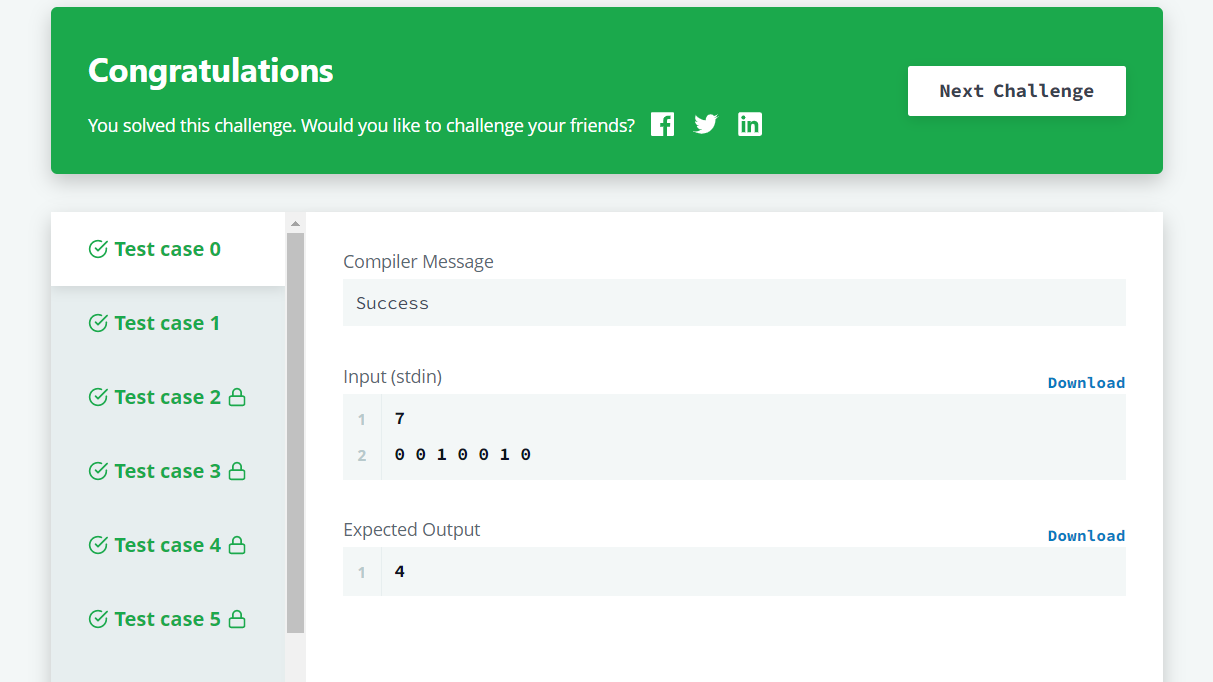 Congratulations
You solved this challenge. Would you like to challenge your friends?
Next Challenge
Test case 0
Test case 1
Test case 2
Test case 3
Test case 4
Test case 5
Compiler Message
Success
Input (stdin)
Download
1 7
2 0 0 1 0 0 1 0
Expected Output
Download
1 4